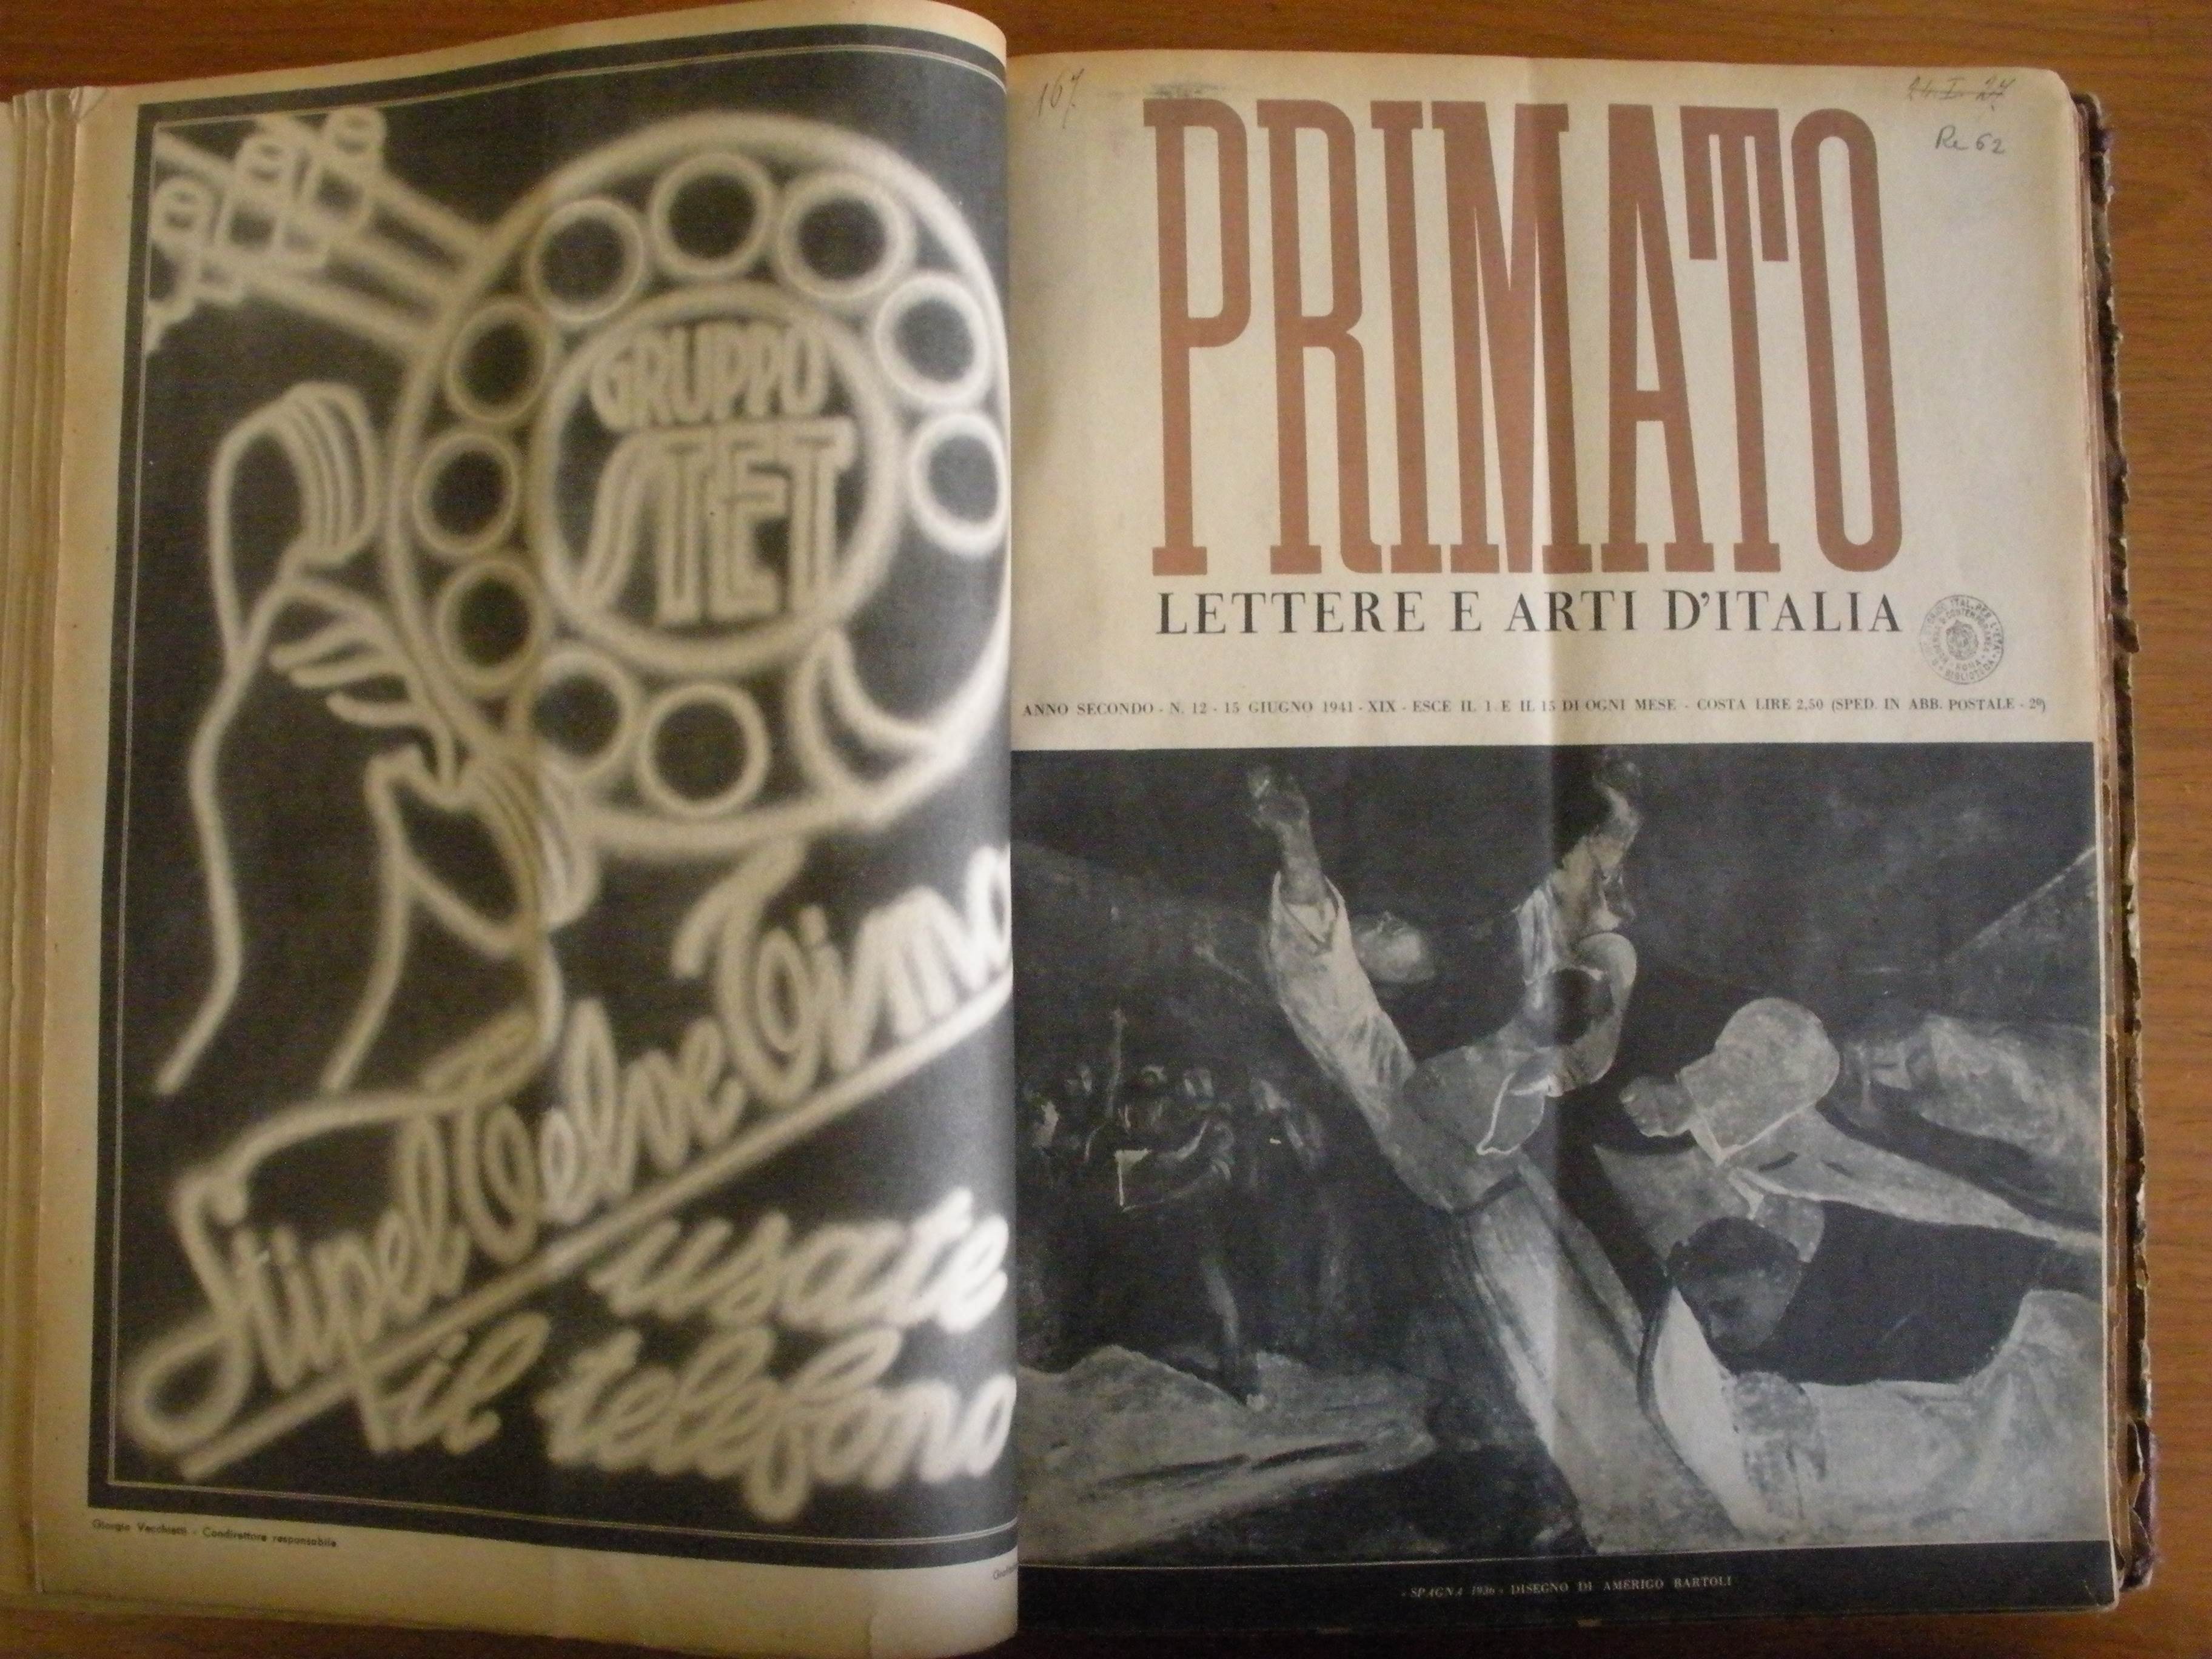 GRUPPO
STET
Stipel Telve Timo
usate
il telefono
Giorgio Vecchietti - Condirettore responsabile
167
Re 62
PRIMATO
LETTERE E ARTI D'ITALIA
ANNO SECONDO - N. 12 - 15 GIUGNO 1941 - XIX - ESCE IL 1 E IL 15 DI OGNI MESE - COSTA LIRE 2,50 (SPED. IN ABB. POSTALE - 2º)
« SPAGNA 1936 » DISEGNO DI AMERIGO BARTOLI